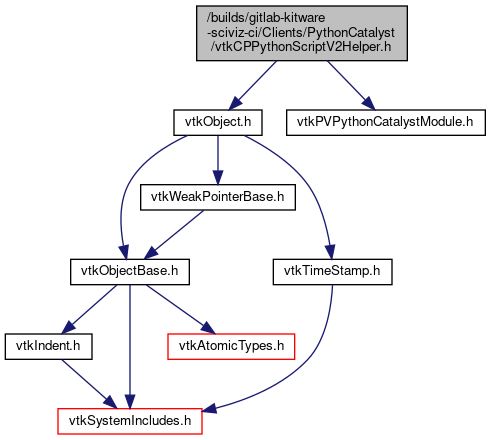 /builds/gitlab-kitware
-sciviz-ci/Clients/PythonCatalyst
/vtkCPPythonScriptV2Helper.h
vtkObject.h
vtkPVPythonCatalystModule.h
vtkWeakPointerBase.h
vtkObjectBase.h
vtkTimeStamp.h
vtkIndent.h
vtkAtomicTypes.h
vtkSystemIncludes.h